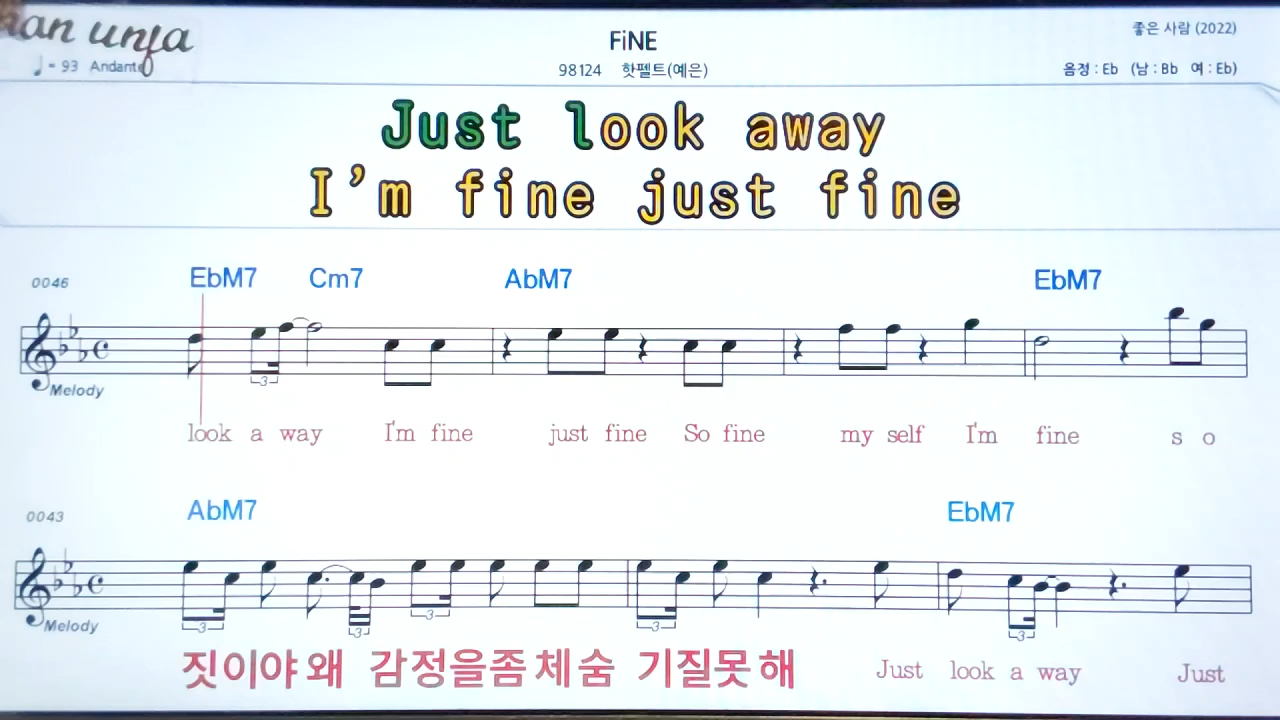 an unja
♩= 93 Andante
FiNE
98124 핫펠트(예은)
좋은 사람 (2022)
음정 : Eb (남 : Bb 여 : Eb)
Just look away
I'm fine just fine
0046 EbM7 Cm7 AbM7 EbM7
Melody
look a way I'm fine just fine So fine my self I'm fine s o
0043 AbM7 EbM7
Melody
짓이야 왜 감정을좀 체숨 기질못 해 Just look a way Just